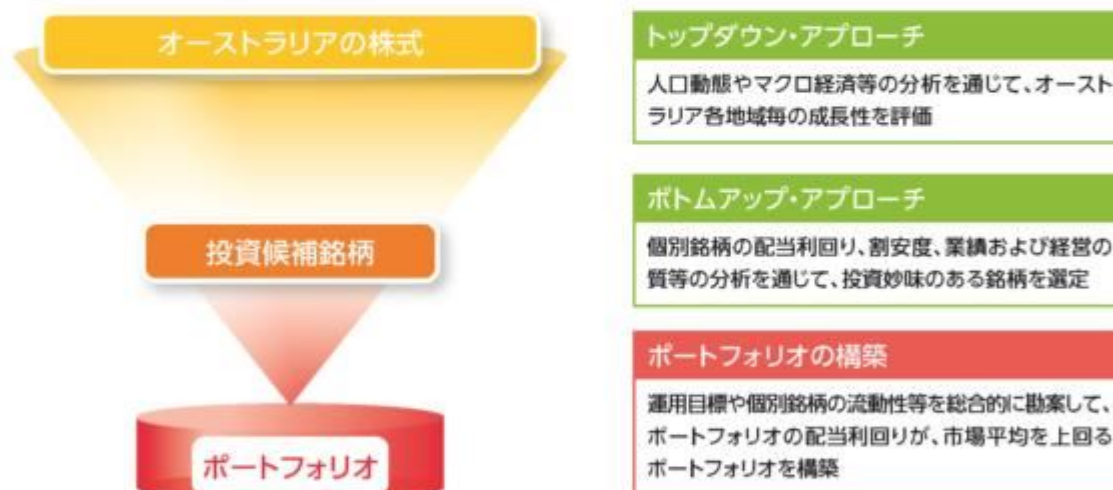 オーストラリアの株式
投資候補銘柄
ポートフォリオ
トップダウン・アプローチ
人口動態やマクロ経済等の分析を通じて、オースト
ラリア各地域毎の成長性を評価
ボトムアップ・アプローチ
個別銘柄の配当利回り、割安度、業績および経営の
質等の分析を通じて、投資妙味のある銘柄を選定
ポートフォリオの構築
運用目標や個別銘柄の流動性等を総合的に勘案して、
ポートフォリオの配当利回りが、市場平均を上回る
ポートフォリオを構築